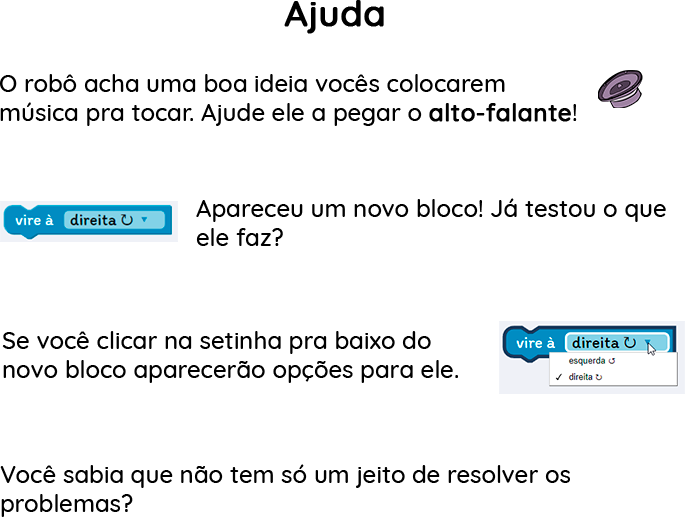 Ajuda
O robô acha uma boa ideia vocês colocarem
música pra tocar. Ajude ele a pegar o alto-falante!
vire à direita ↻
Apareceu um novo bloco! Já testou o que
ele faz?
Se você clicar na setinha pra baixo do
novo bloco aparecerão opções para ele.
vire à direita ↻
esquerda ↺
✓ direita ↻
Você sabia que não tem só um jeito de resolver os
problemas?